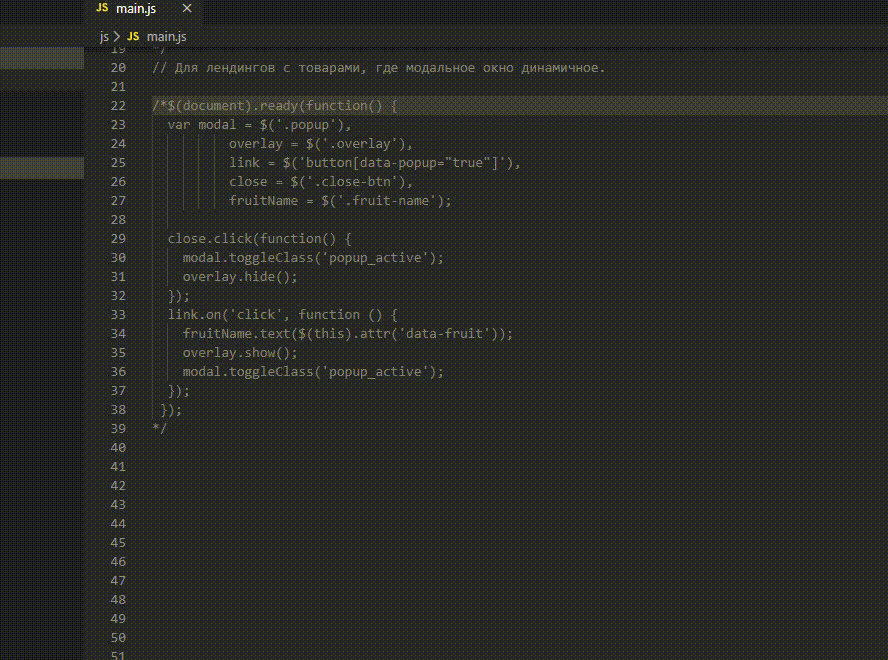 JS main.js ×
js > JS main.js
19 */
20 // Для лендингов с товарами, где модальное окно динамичное.
21
22 /*$(document).ready(function() {
23 var modal = $('.popup'),
24 overlay = $('.overlay'),
25 link = $('button[data-popup="true"]'),
26 close = $('.close-btn'),
27 fruitName = $('.fruit-name');
28
29 close.click(function() {
30 modal.toggleClass('popup_active');
31 overlay.hide();
32 });
33 link.on('click', function () {
34 fruitName.text($(this).attr('data-fruit'));
35 overlay.show();
36 modal.toggleClass('popup_active');
37 });
38 });
39 */
40
41
42
43
44
45
46
47
48
49
50
51